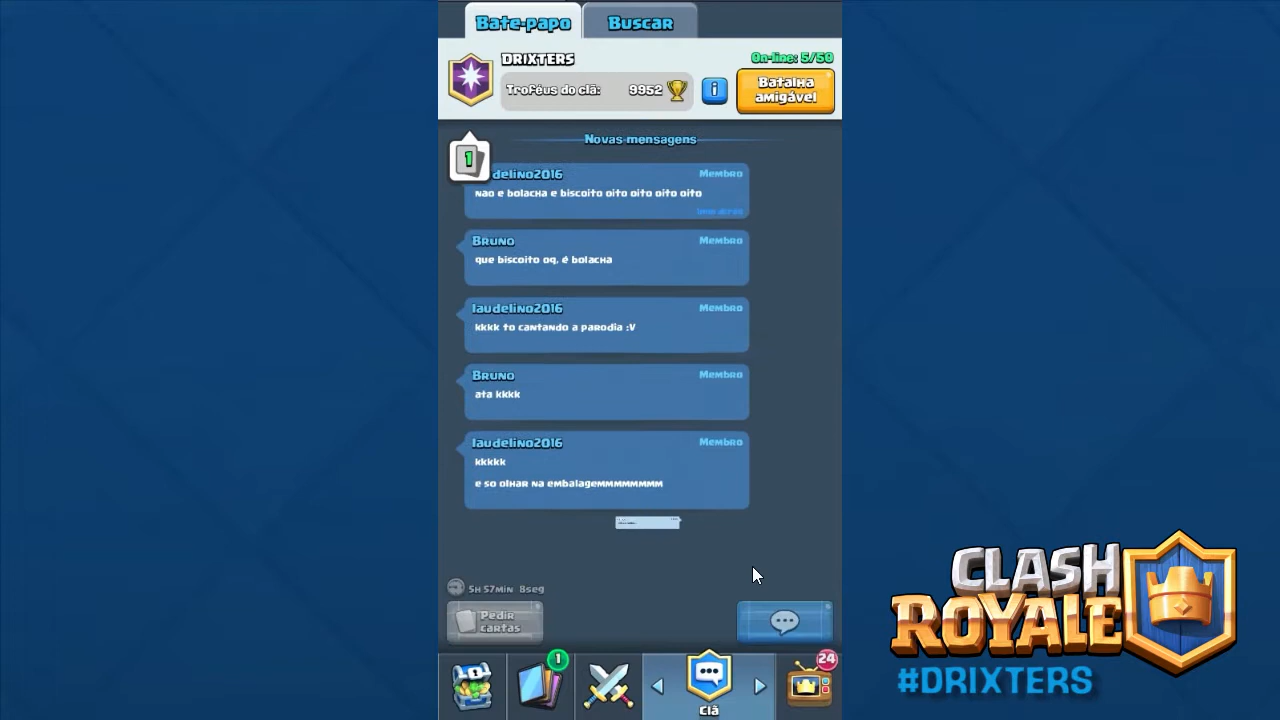 Bate-papo
Buscar
DRIXTERS
On-line: 5/50
Troféus do clã: 9952
i
Batalha
amigável
Novas mensagens
1
delino2016
Membro
nao e bolacha e biscoito oito oito oito oito
Bruno
Membro
que biscoito oq, é bolacha
laudelino2016
Membro
kkkk to cantando a parodia :V
Bruno
Membro
ata kkkk
laudelino2016
Membro
kkkkk
e so olhar na embalagemmmmmmmm
5h 57min 8seg
Pedir
cartas
1
1
24
Clã
CLASH
ROYALE
#DRIXTERS